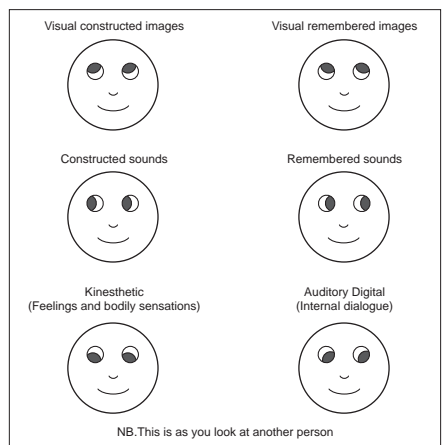 Visual constructed images
Visual remembered images
Constructed sounds
Remembered sounds
Kinesthetic
(Feelings and bodily sensations)
Auditory Digital
(Internal dialogue)
NB.This is as you look at another person